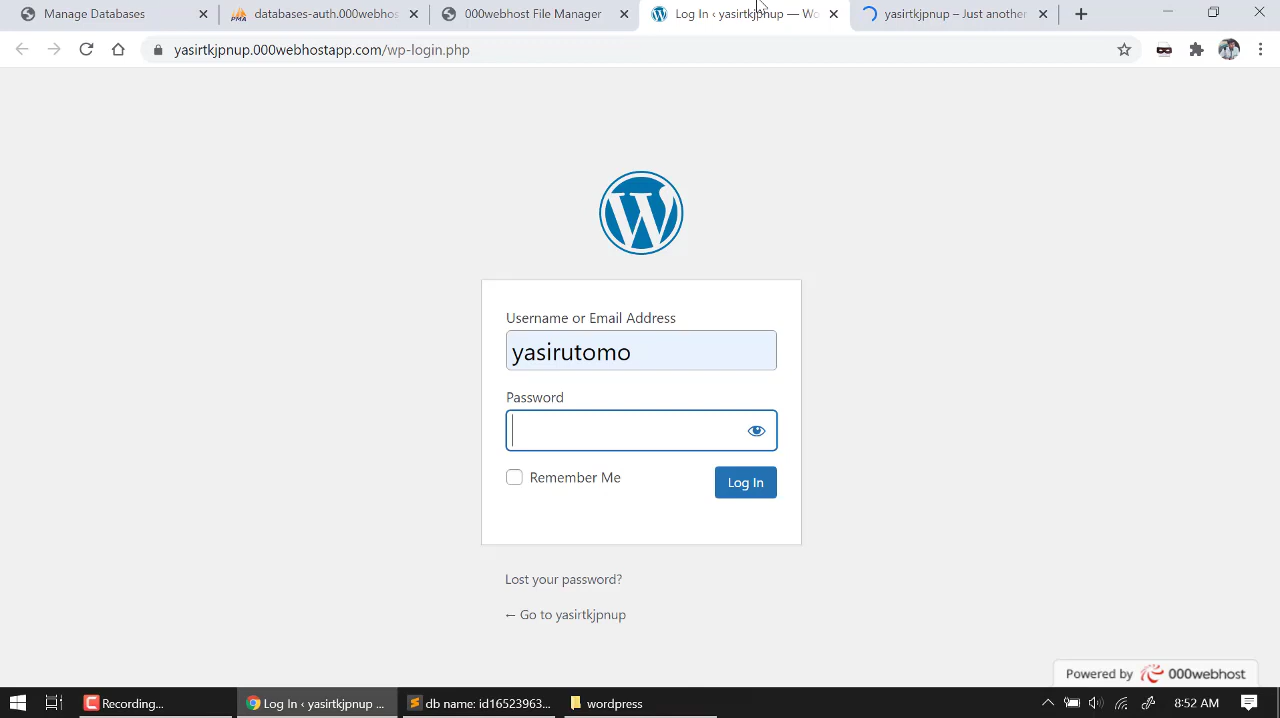 Manage Databases
databases-auth.000webhos
000webhost File Manager
Log In ‹ yasirtkjpnup — Wo
yasirtkjpnup – Just another
yasirtkjpnup.000webhostapp.com/wp-login.php
Username or Email Address
yasirutomo
Password
Remember Me
Log In
Lost your password?
← Go to yasirtkjpnup
Powered by 000webhost
Recording...
Log In ‹ yasirtkjpnup ...
db name: id16523963...
wordpress
8:52 AM